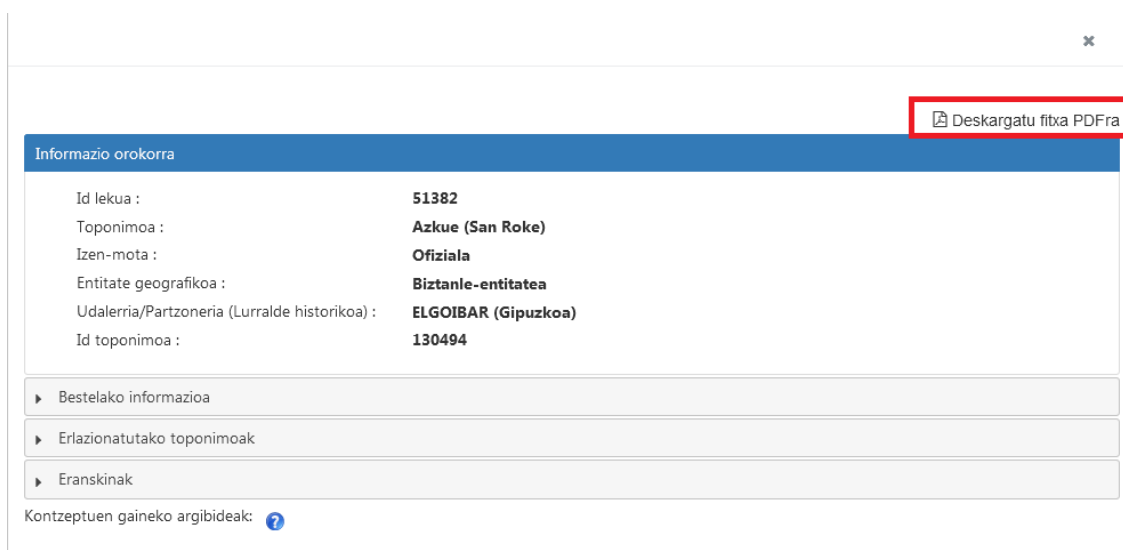 Deskargatu fitxa PDFra
Informazio orokorra
Id lekua : 51382
Toponimoa : Azkue (San Roke)
Izen-mota : Ofiziala
Entitate geografikoa : Biztanle-entitatea
Udalerria/Partzoneria (Lurralde historikoa) : ELGOIBAR (Gipuzkoa)
Id toponimoa : 130494
Bestelako informazioa
Erlazionatutako toponimoak
Eranskinak
Kontzeptuen gaineko argibideak: